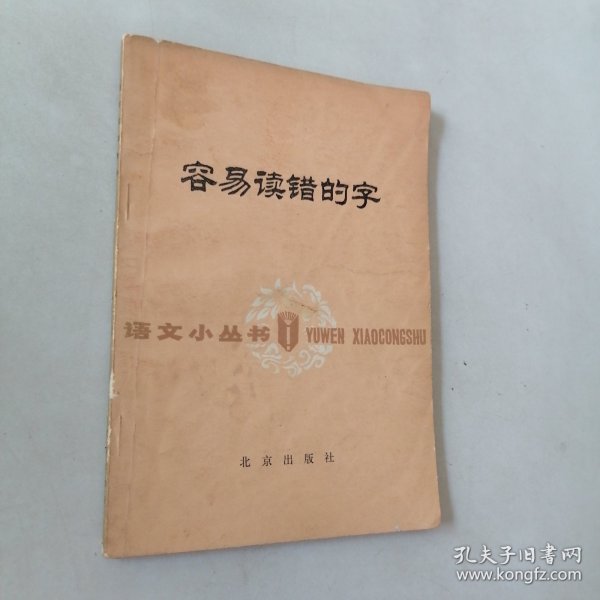 容易读错的字
语文小丛书 YUWEN XIAOCONGSHU
北京出版社
孔夫子旧书网
www.kongfz.com